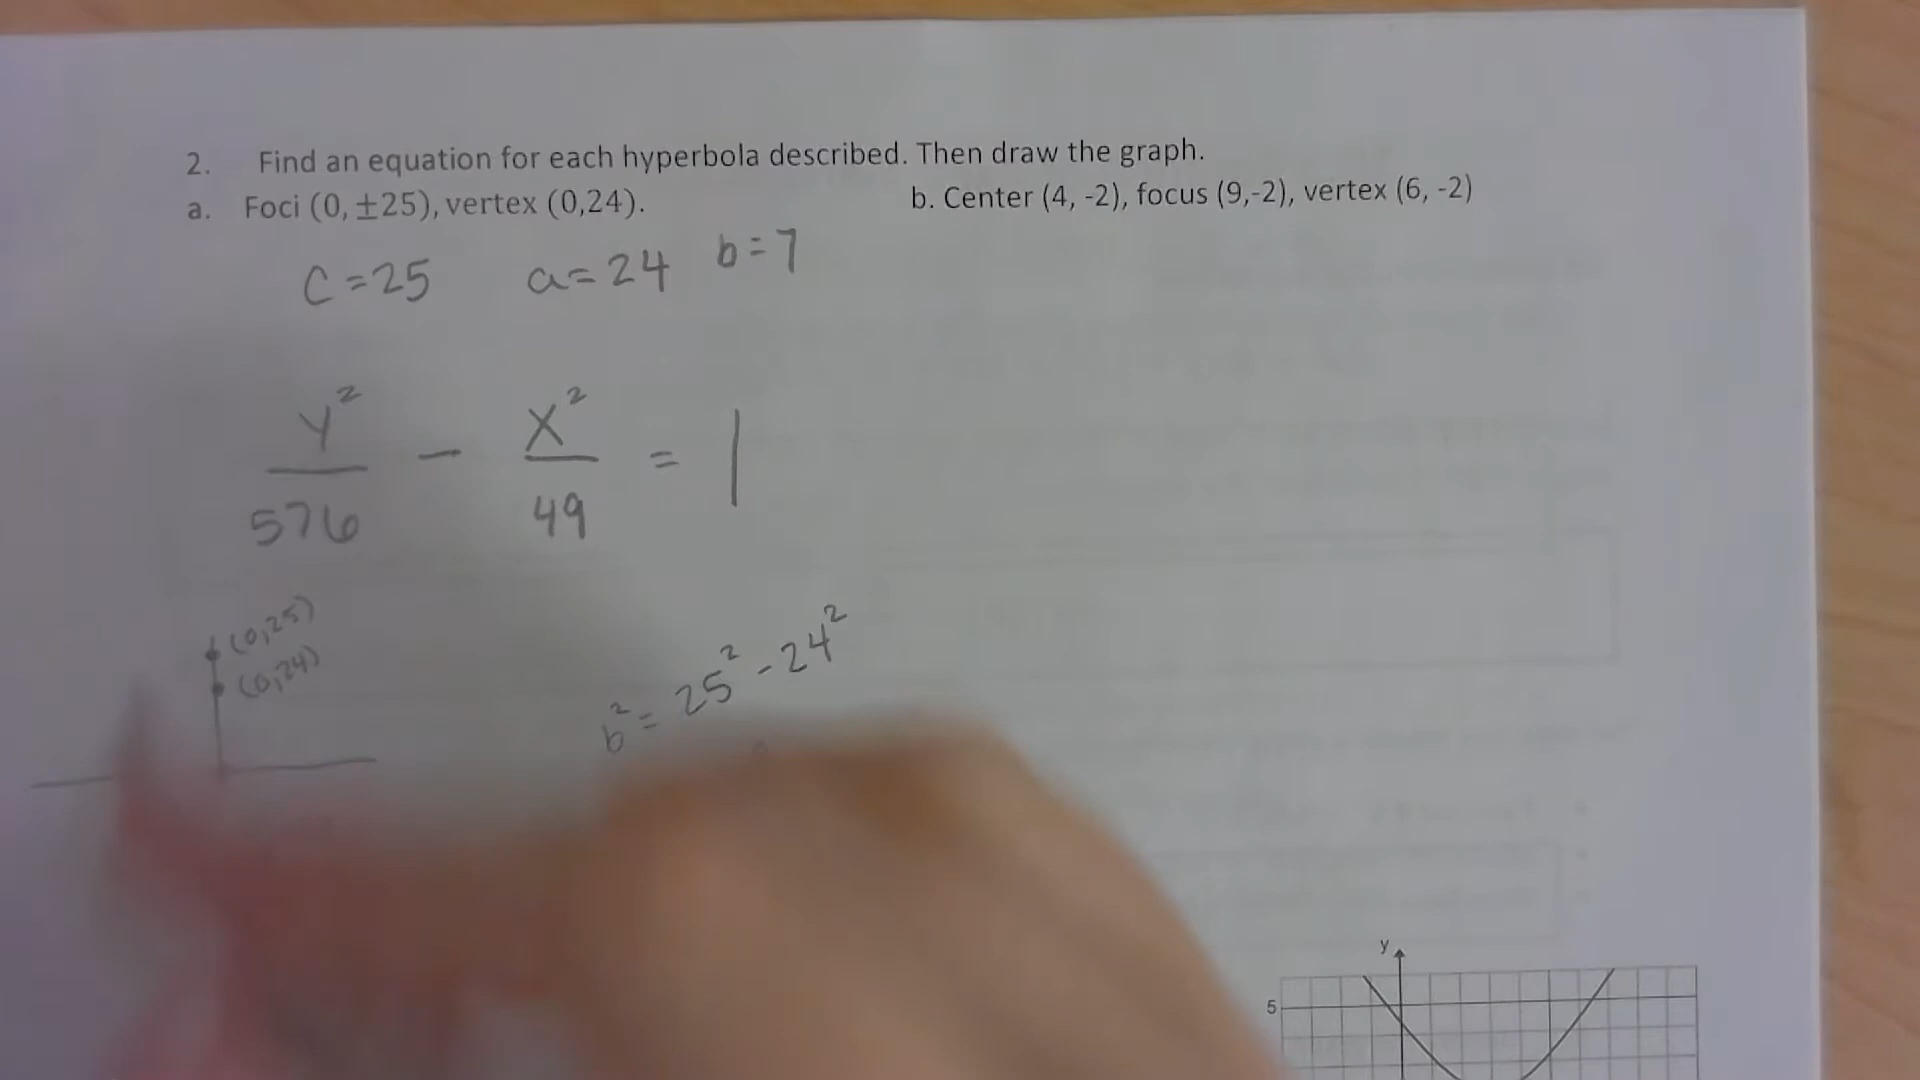 2. Find an equation for each hyperbola described. Then draw the graph.
a. Foci (0, ±25), vertex (0,24).
b. Center (4, -2), focus (9,-2), vertex (6, -2)
C = 25 a = 24 b = 7
y² / 576 - x² / 49 = 1
(0,25)
(0,24)
b² = 25² - 24²
y
5